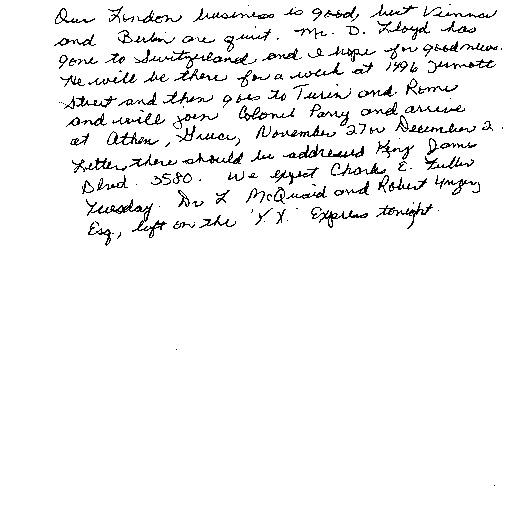 Our London business is good, but Vienna
and Berlin are quiet. Mr. D. Lloyd has
gone to Switzerland and I hope for good news.
He will be there for a week at 1496 Zermott
Street and then goes to Turin and Rome
and will join Colonel Parry and arrive
at Athens, Greece, November 27 or December 2.
Letters there should be addressed King James
Blvd. 3580. We expect Charles E. Fuller
Tuesday. Dr L McQuaid and Robert Unger,
Esq., left on the 'Y.X.' Express tonight.